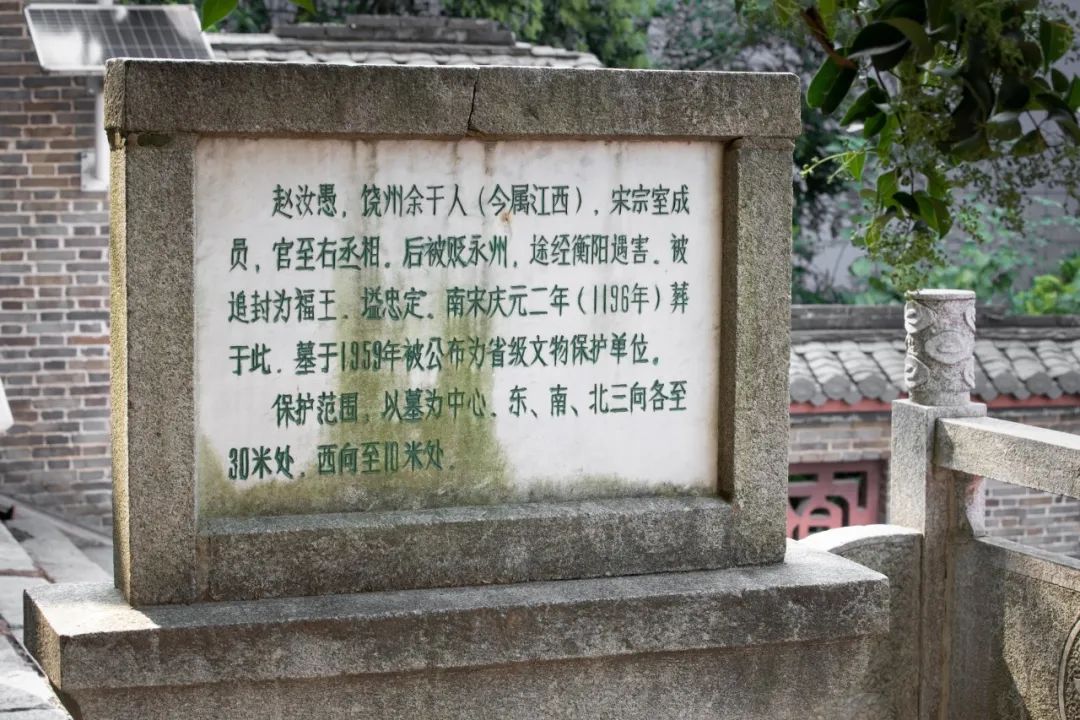 赵汝愚，饶州余干人（今属江西），宋宗室成
员，官至右丞相．后被贬永州，途经衡阳遇害．被
追封为福王．谥忠定．南宋庆元二年（1196年）葬
于此．墓于1959年被公布为省级文物保护单位。
保护范围，以墓为中心．东、南、北三向各至
30米处，西向至10米处．